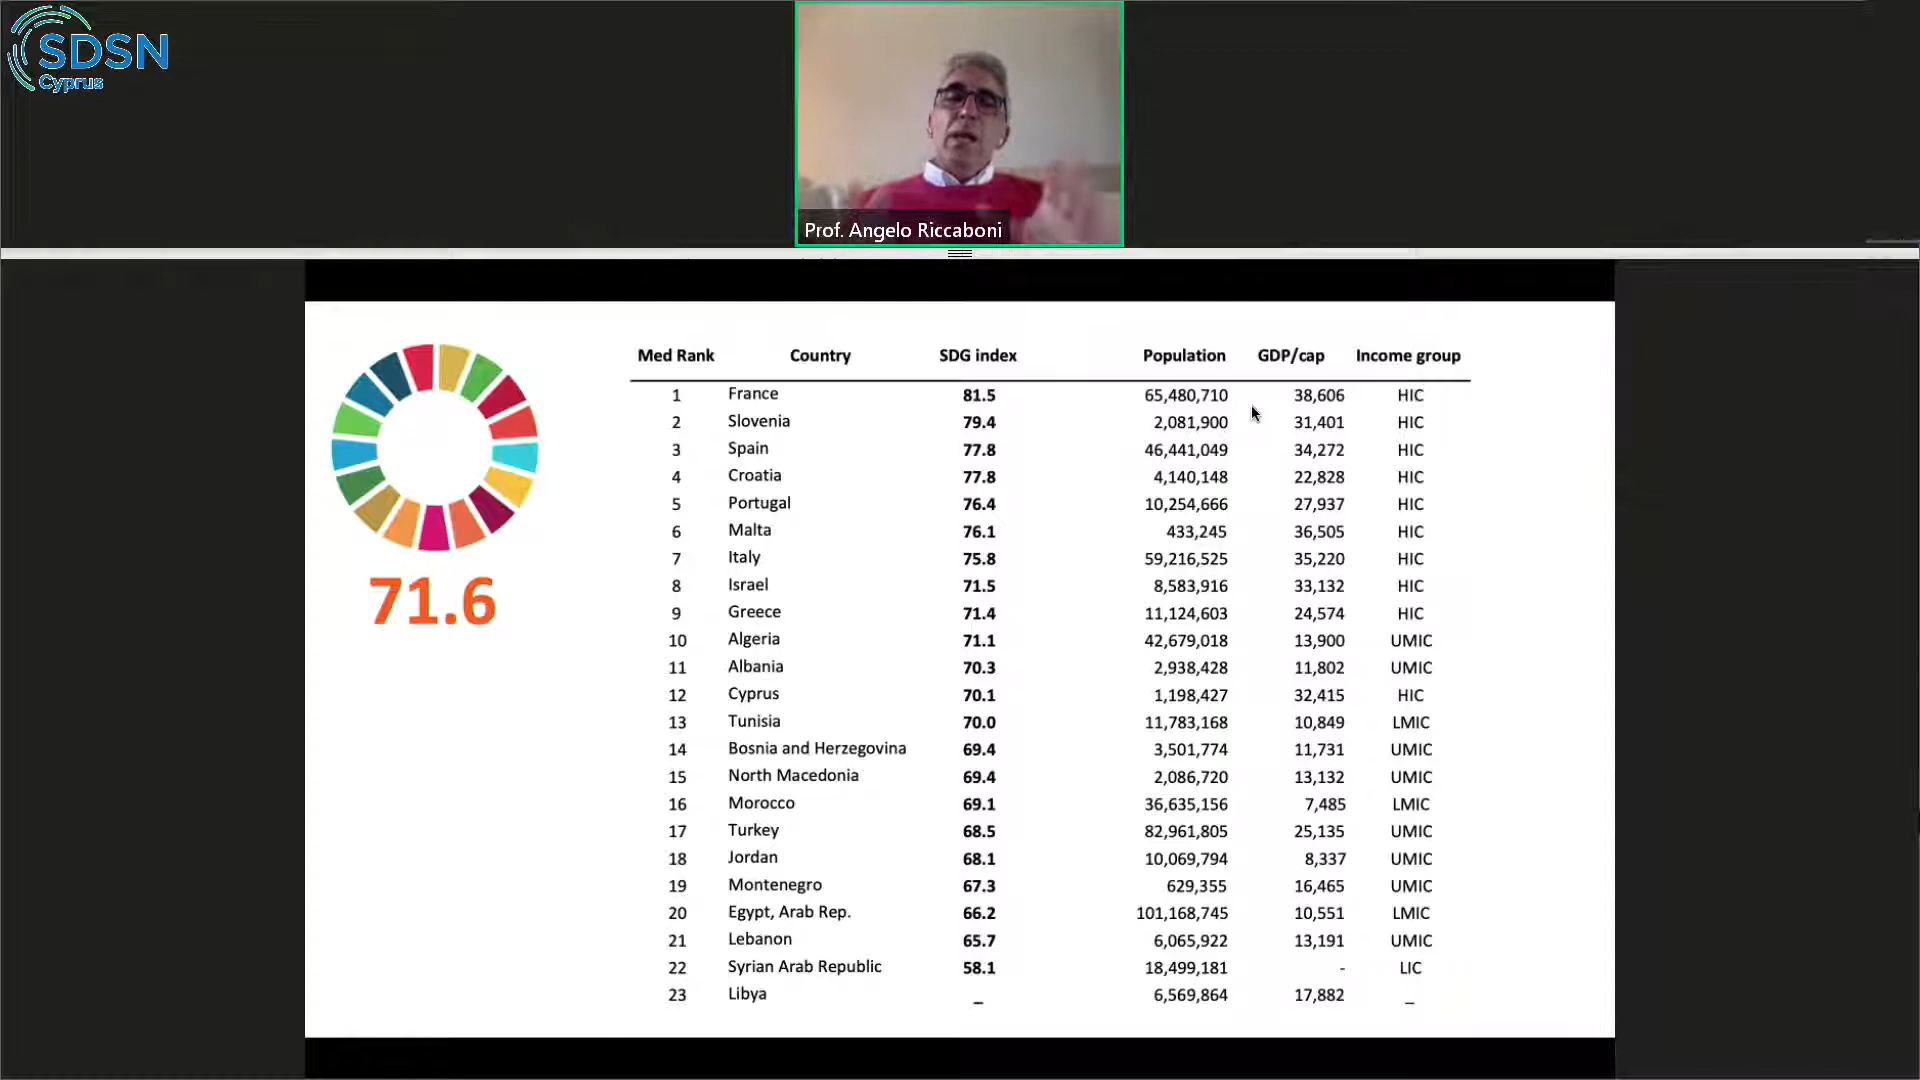 SDSN
Cyprus
Prof. Angelo Riccaboni
71.6
Med Rank Country SDG index Population GDP/cap Income group
1 France 81.5 65,480,710 38,606 HIC
2 Slovenia 79.4 2,081,900 31,401 HIC
3 Spain 77.8 46,441,049 34,272 HIC
4 Croatia 77.8 4,140,148 22,828 HIC
5 Portugal 76.4 10,254,666 27,937 HIC
6 Malta 76.1 433,245 36,505 HIC
7 Italy 75.8 59,216,525 35,220 HIC
8 Israel 71.5 8,583,916 33,132 HIC
9 Greece 71.4 11,124,603 24,574 HIC
10 Algeria 71.1 42,679,018 13,900 UMIC
11 Albania 70.3 2,938,428 11,802 UMIC
12 Cyprus 70.1 1,198,427 32,415 HIC
13 Tunisia 70.0 11,783,168 10,849 LMIC
14 Bosnia and Herzegovina 69.4 3,501,774 11,731 UMIC
15 North Macedonia 69.4 2,086,720 13,132 UMIC
16 Morocco 69.1 36,635,156 7,485 LMIC
17 Turkey 68.5 82,961,805 25,135 UMIC
18 Jordan 68.1 10,069,794 8,337 UMIC
19 Montenegro 67.3 629,355 16,465 UMIC
20 Egypt, Arab Rep. 66.2 101,168,745 10,551 LMIC
21 Lebanon 65.7 6,065,922 13,191 UMIC
22 Syrian Arab Republic 58.1 18,499,181 - LIC
23 Libya _ 6,569,864 17,882 _